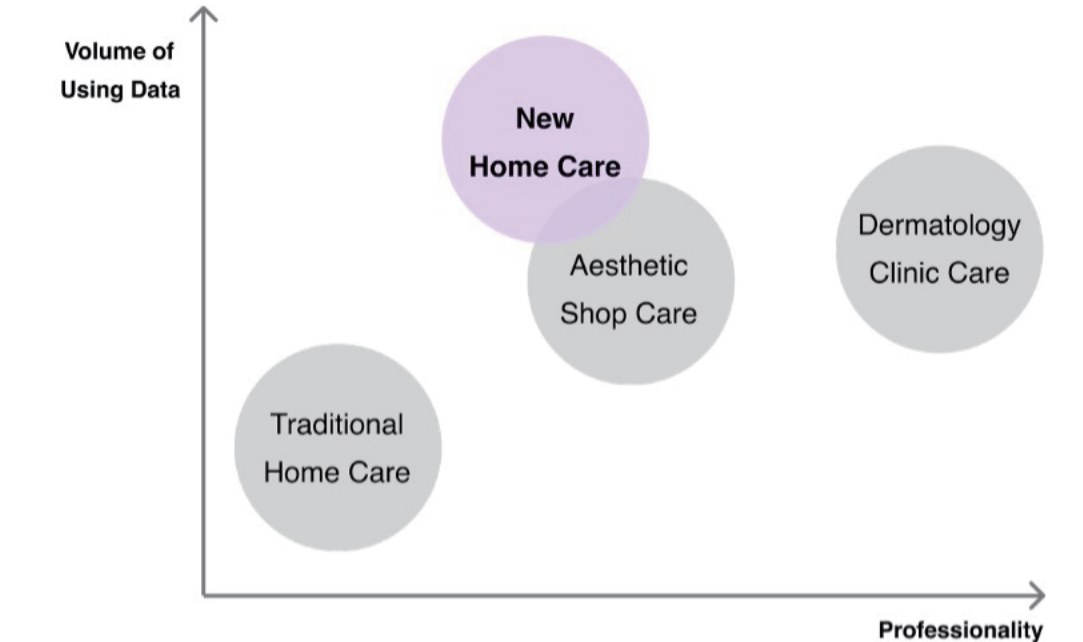 Volume of
Using Data
New
Home Care
Aesthetic
Shop Care
Dermatology
Clinic Care
Traditional
Home Care
Professionality